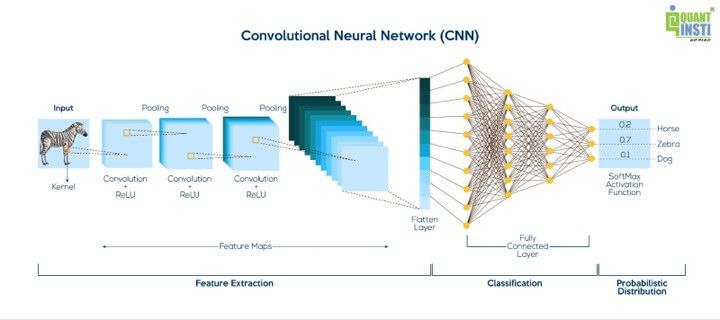 QUANT
INSTI
Convolutional Neural Network (CNN)
Input
Pooling
Pooling
Pooling
Output
0.2
Horse
0.7
Zebra
0.1
Dog
Kernel
Convolution
+
ReLU
Convolution
+
ReLU
Convolution
+
ReLU
SoftMax
Activation
Function
Flatten
Layer
Feature Maps
Fully
Connected
Layer
Feature Extraction
Classification
Probabilistic
Distribution